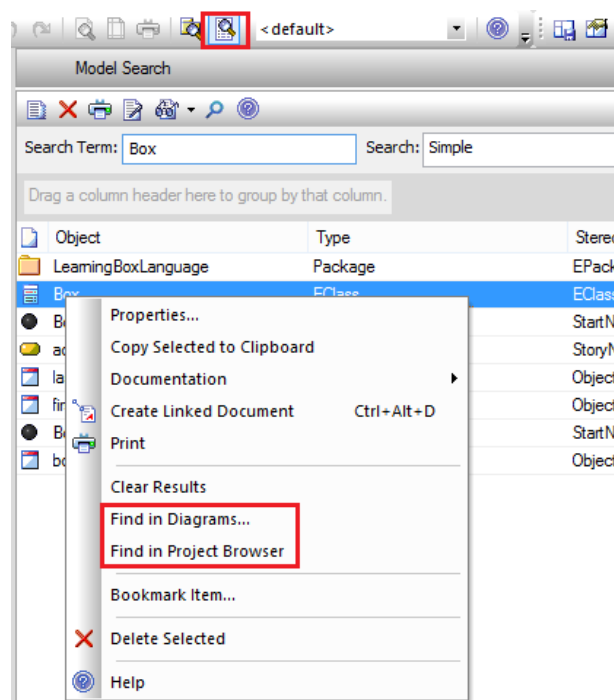 <default>
Model Search
Search Term: Box Search: Simple
Drag a column header here to group by that column.
Object Type Stereo
LearningBoxLanguage Package EPack
Box EClass EClass
Properties... StartN
Copy Selected to Clipboard StoryN
Documentation Object
Create Linked Document Ctrl+Alt+D Object
Print StartN
Object
Clear Results
Find in Diagrams...
Find in Project Browser
Bookmark Item...
Delete Selected
Help